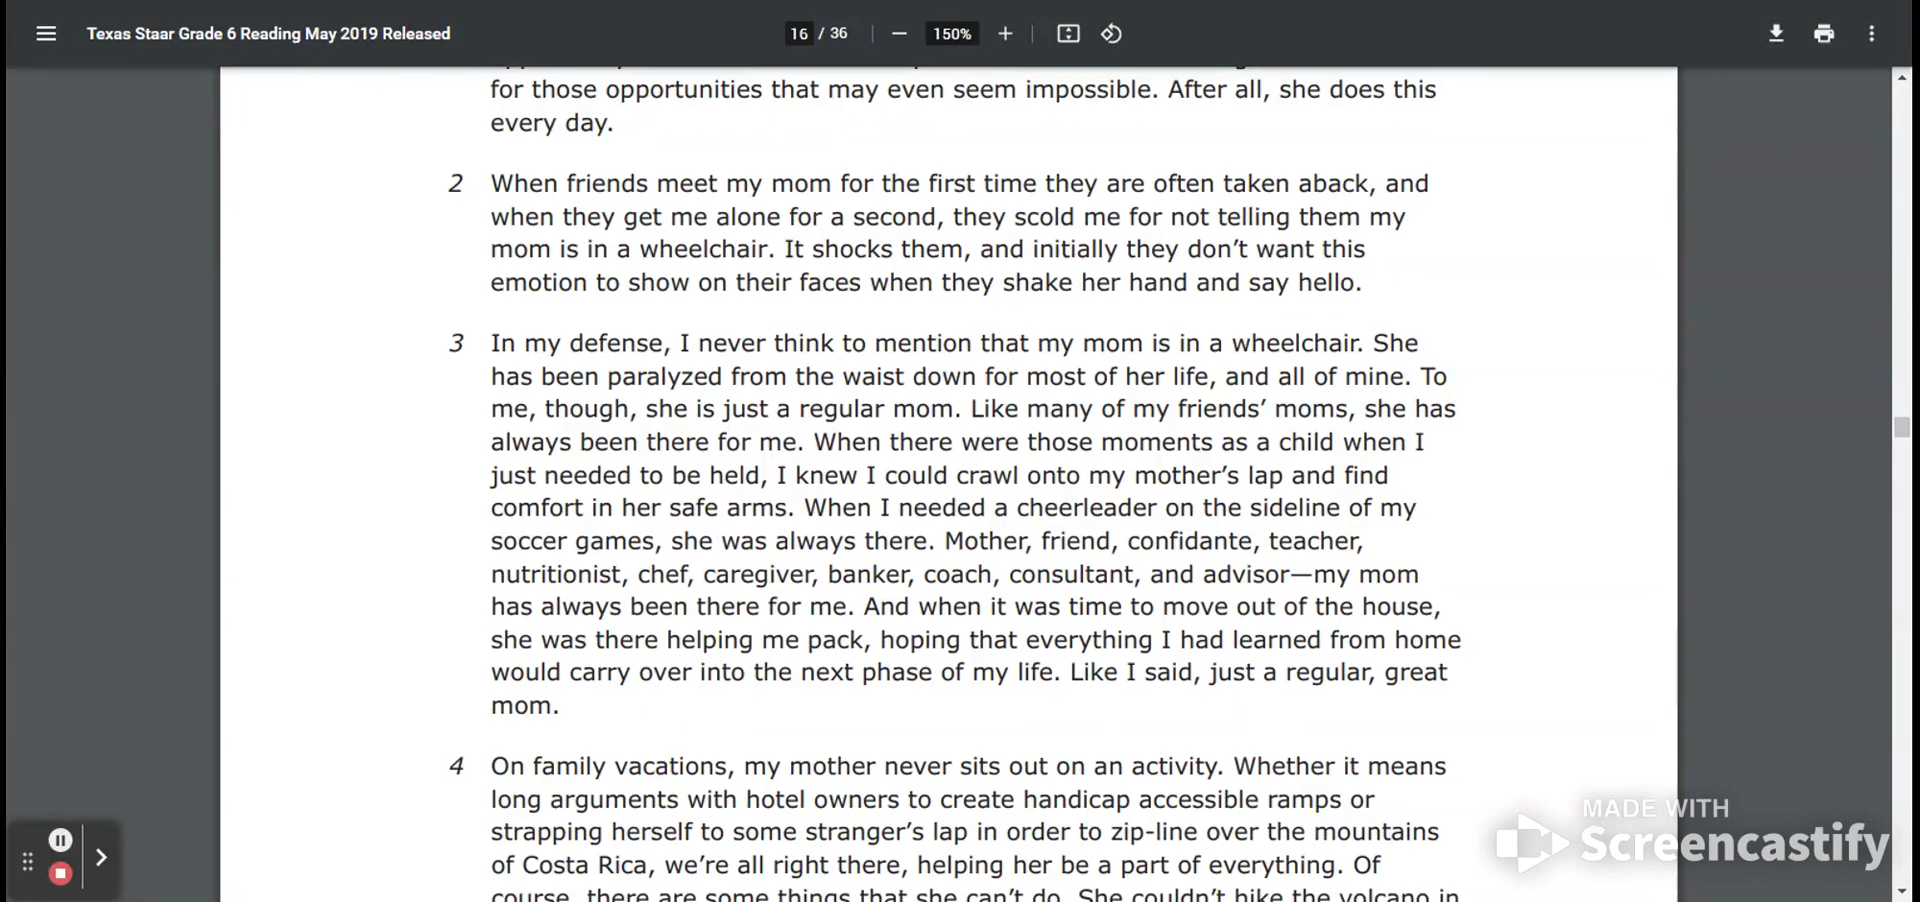 Texas Staar Grade 6 Reading May 2019 Released
16 / 36
150%
for those opportunities that may even seem impossible. After all, she does this
every day.
2 When friends meet my mom for the first time they are often taken aback, and
when they get me alone for a second, they scold me for not telling them my
mom is in a wheelchair. It shocks them, and initially they don’t want this
emotion to show on their faces when they shake her hand and say hello.
3 In my defense, I never think to mention that my mom is in a wheelchair. She
has been paralyzed from the waist down for most of her life, and all of mine. To
me, though, she is just a regular mom. Like many of my friends’ moms, she has
always been there for me. When there were those moments as a child when I
just needed to be held, I knew I could crawl onto my mother’s lap and find
comfort in her safe arms. When I needed a cheerleader on the sideline of my
soccer games, she was always there. Mother, friend, confidante, teacher,
nutritionist, chef, caregiver, banker, coach, consultant, and advisor—my mom
has always been there for me. And when it was time to move out of the house,
she was there helping me pack, hoping that everything I had learned from home
would carry over into the next phase of my life. Like I said, just a regular, great
mom.
4 On family vacations, my mother never sits out on an activity. Whether it means
long arguments with hotel owners to create handicap accessible ramps or
strapping herself to some stranger’s lap in order to zip-line over the mountains
of Costa Rica, we’re all right there, helping her be a part of everything. Of
course, there are some things that she can’t do. She couldn’t hike the volcano in
MADE WITH
Screencastify